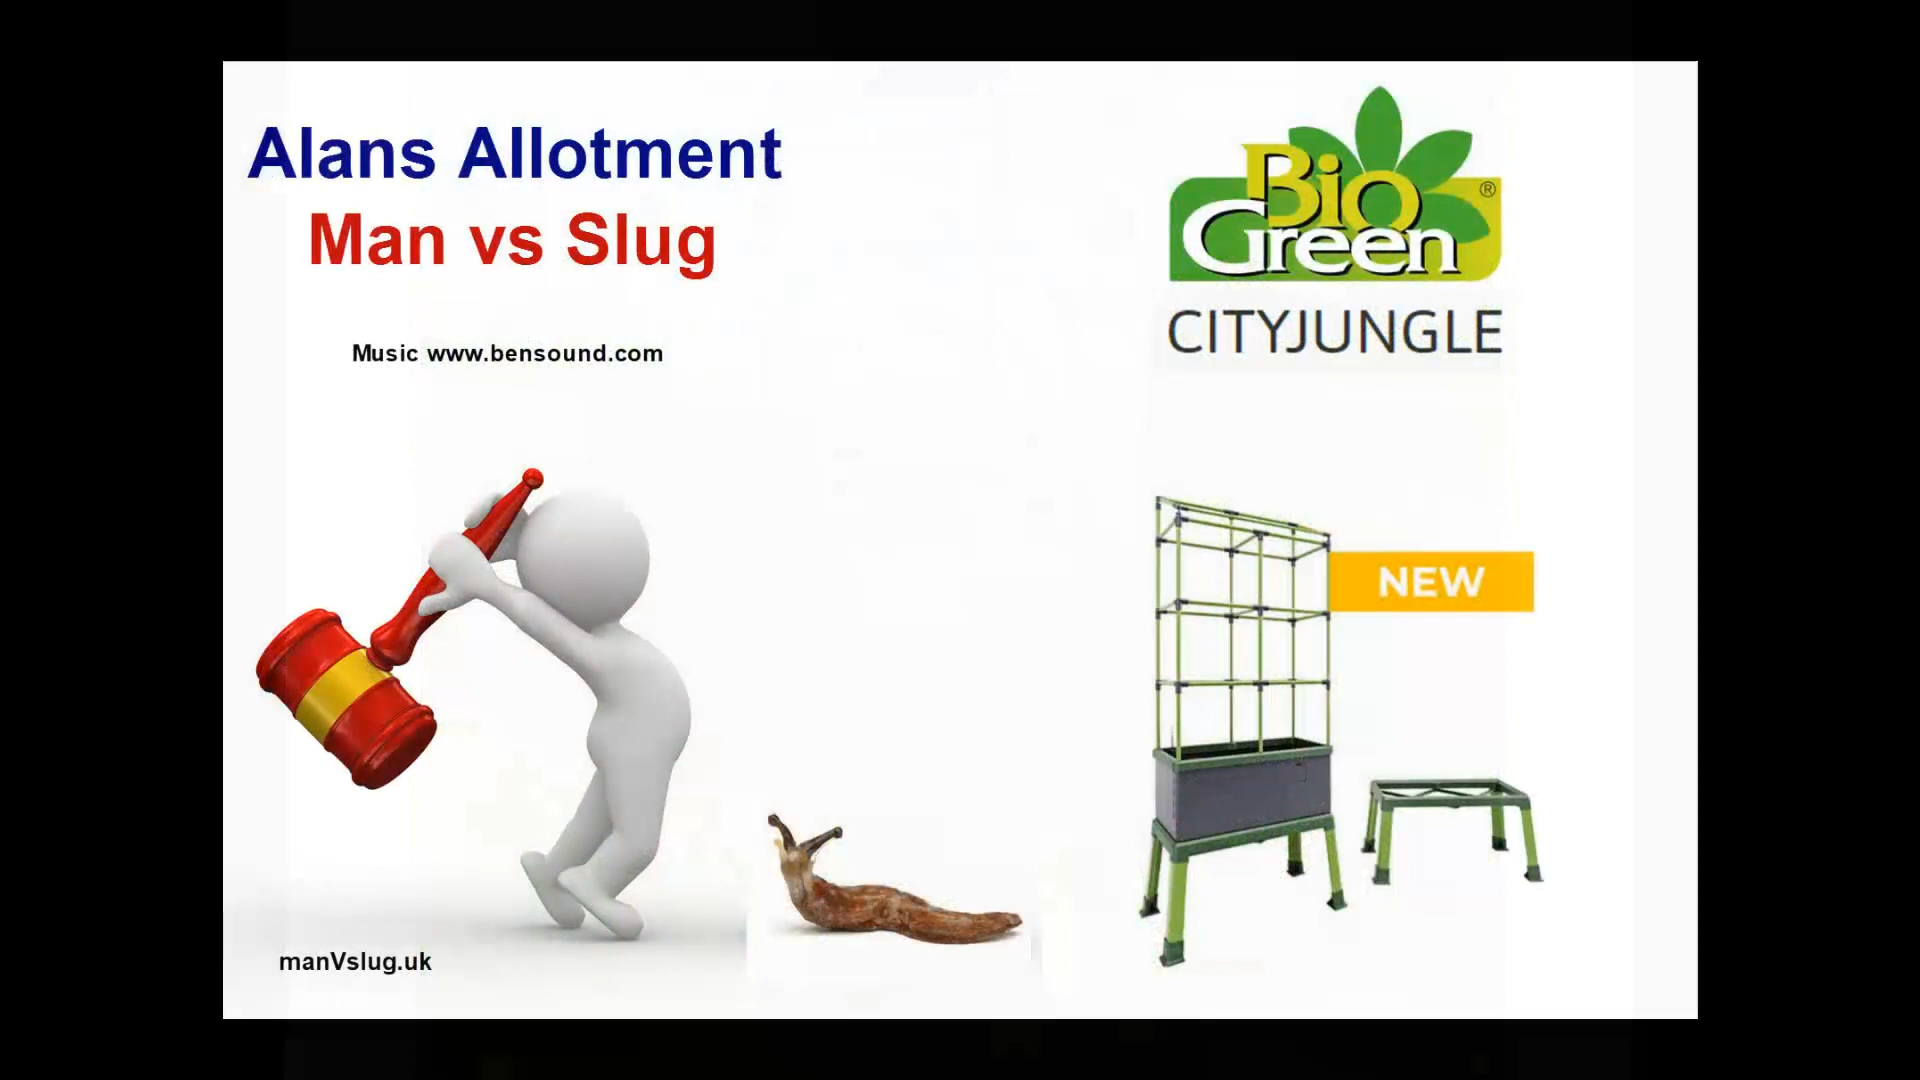 Alans Allotment
Man vs Slug
Music www.bensound.com
Bio
Green
®
CITYJUNGLE
NEW
manVslug.uk